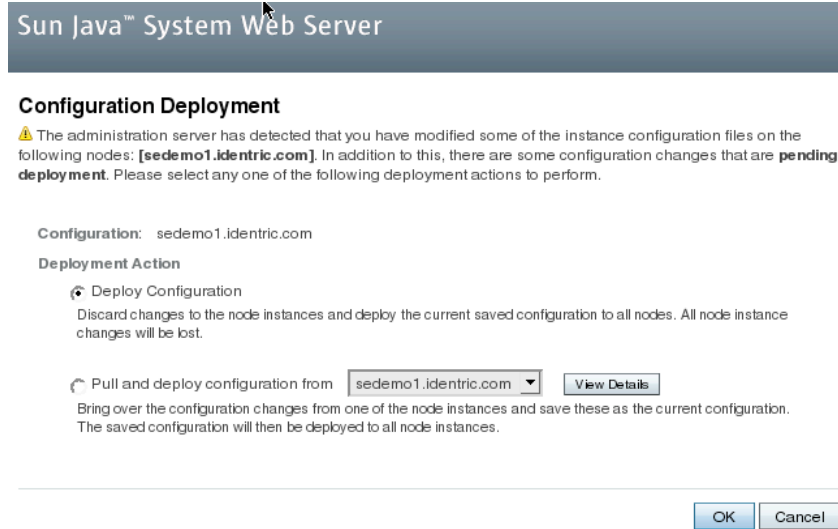 Sun Java™ System Web Server
Configuration Deployment
The administration server has detected that you have modified some of the instance configuration files on the
following nodes: [sedemo1.identric.com]. In addition to this, there are some configuration changes that are pending
deployment. Please select any one of the following deployment actions to perform.
Configuration: sedemo1.identric.com
Deployment Action
Deploy Configuration
Discard changes to the node instances and deploy the current saved configuration to all nodes. All node instance
changes will be lost.
Pull and deploy configuration from sedemo1.identric.com View Details
Bring over the configuration changes from one of the node instances and save these as the current configuration.
The saved configuration will then be deployed to all node instances.
OK Cancel